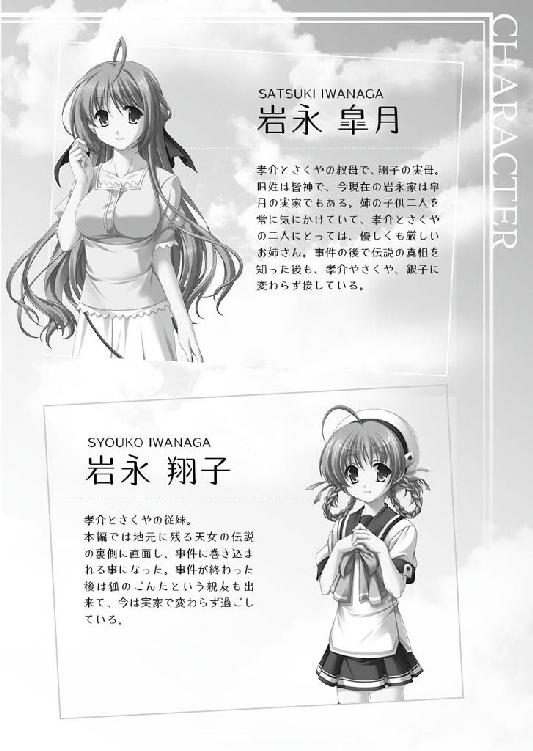 CHARACTER
SATSUKI IWANAGA
岩永 皐月
孝介とさくやの叔母で、翔子の実母。
旧姓は皆神で、今現在の岩永家は皐
月の実家でもある。姉の子供二人を
常に気にかけていて、孝介とさくや
の二人にとっては、優しくも厳しい
お姉さん。事件の後で伝説の真相を
知った後も、孝介やさくや、銀子に
変わらず接している。
SYOUKO IWANAGA
岩永 翔子
孝介とさくやの従妹。
本編では地元に残る天女の伝説
の裏側に直面し、事件に巻き込ま
れる事になった。事件が終わった
後は狐のごんたという親友も出
来て、今は実家で変わらず過ごし
ている。